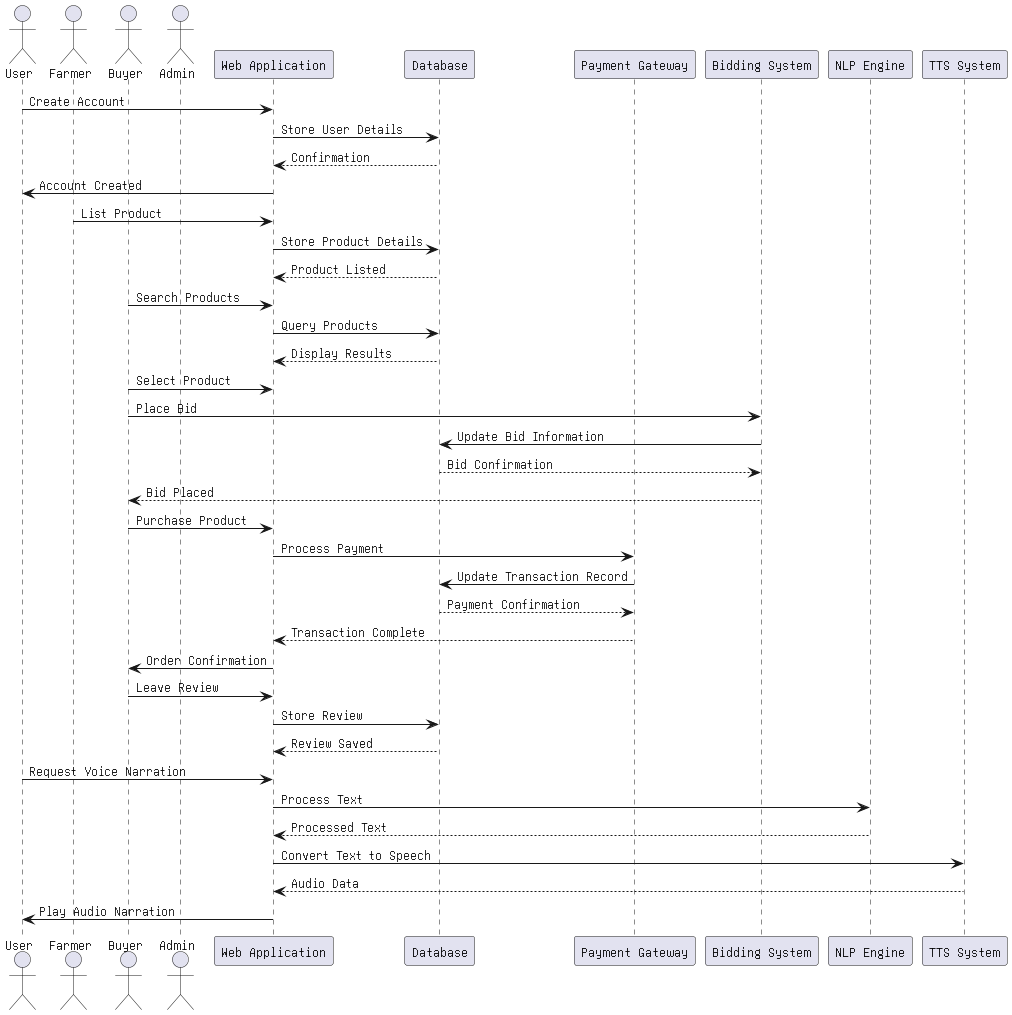 User Farmer Buyer Admin Web Application Database Payment Gateway Bidding System NLP Engine TTS System
Create Account
Store User Details
Confirmation
Account Created
List Product
Store Product Details
Product Listed
Search Products
Query Products
Display Results
Select Product
Place Bid
Update Bid Information
Bid Confirmation
Bid Placed
Purchase Product
Process Payment
Update Transaction Record
Payment Confirmation
Transaction Complete
Order Confirmation
Leave Review
Store Review
Review Saved
Request Voice Narration
Process Text
Processed Text
Convert Text to Speech
Audio Data
Play Audio Narration
User Farmer Buyer Admin Web Application Database Payment Gateway Bidding System NLP Engine TTS System